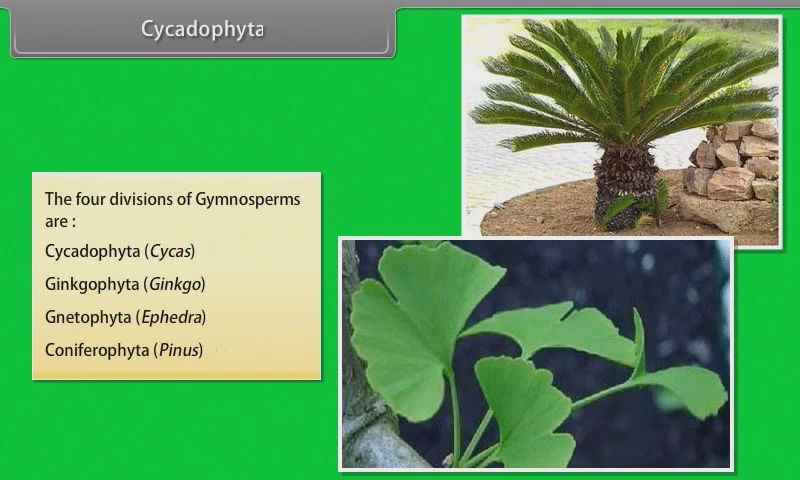 Cycadophyta
The four divisions of Gymnosperms
are :
Cycadophyta (Cycas)
Ginkgophyta (Ginkgo)
Gnetophyta (Ephedra)
Coniferophyta (Pinus)